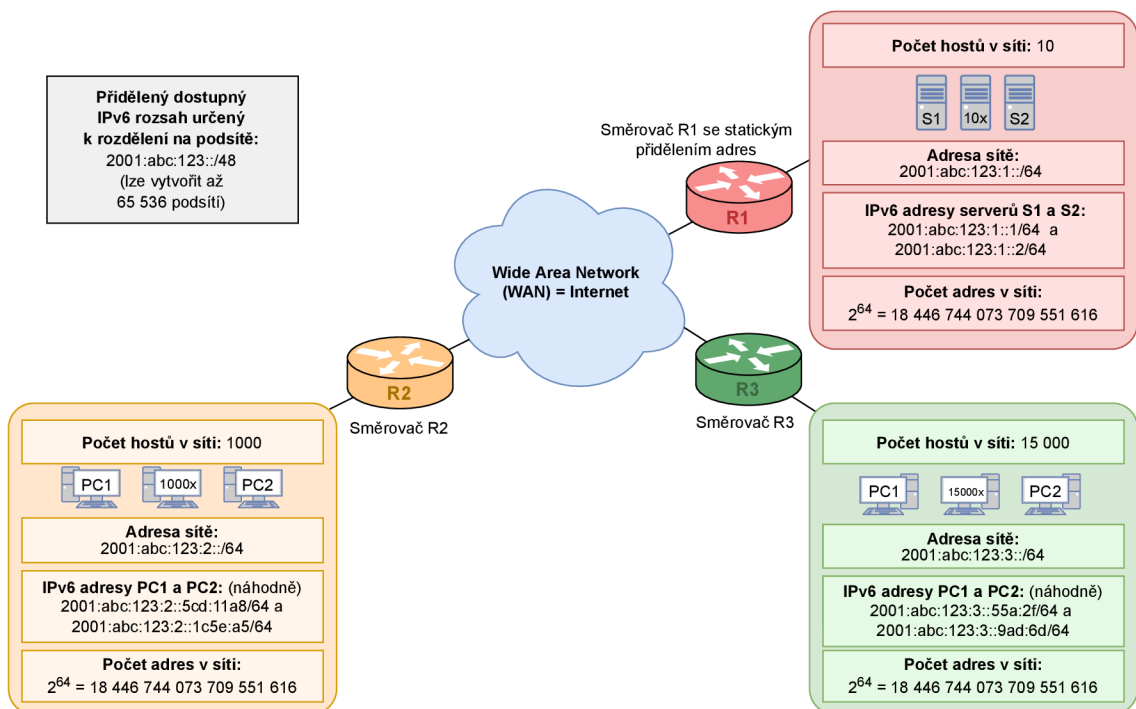 Přidělený dostupný
IPv6 rozsah určený
k rozdělení na podsítě:
2001:abc:123::/48
(lze vytvořit až
65 536 podsítí)
Směrovač R1 se statickým
přidělením adres
R1
Wide Area Network
(WAN) = Internet
R2
Směrovač R2
R3
Směrovač R3
Počet hostů v síti: 10
S1
10x
S2
Adresa sítě:
2001:abc:123:1::/64
IPv6 adresy serverů S1 a S2:
2001:abc:123:1::1/64 a
2001:abc:123:1::2/64
Počet adres v síti:
2^64 = 18 446 744 073 709 551 616
Počet hostů v síti: 1000
PC1
1000x
PC2
Adresa sítě:
2001:abc:123:2::/64
IPv6 adresy PC1 a PC2: (náhodně)
2001:abc:123:2::5cd:11a8/64 a
2001:abc:123:2::1c5e:a5/64
Počet adres v síti:
2^64 = 18 446 744 073 709 551 616
Počet hostů v síti: 15 000
PC1
15000x
PC2
Adresa sítě:
2001:abc:123:3::/64
IPv6 adresy PC1 a PC2: (náhodně)
2001:abc:123:3::55a:2f/64 a
2001:abc:123:3::9ad:6d/64
Počet adres v síti:
2^64 = 18 446 744 073 709 551 616